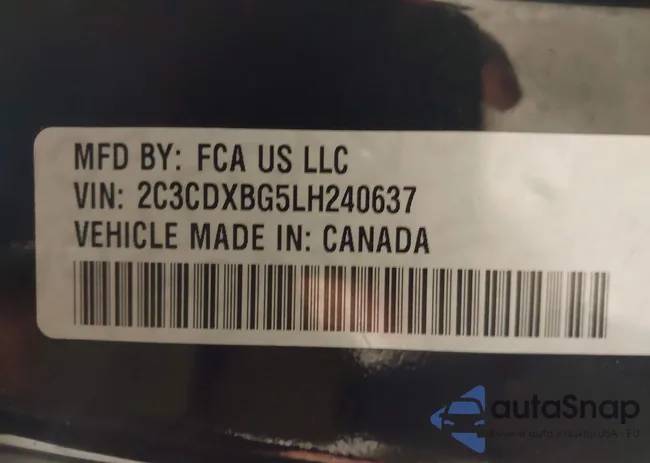 MFD BY: FCA US LLC
VIN: 2C3CDXBG5LH240637
VEHICLE MADE IN: CANADA
autaSnap